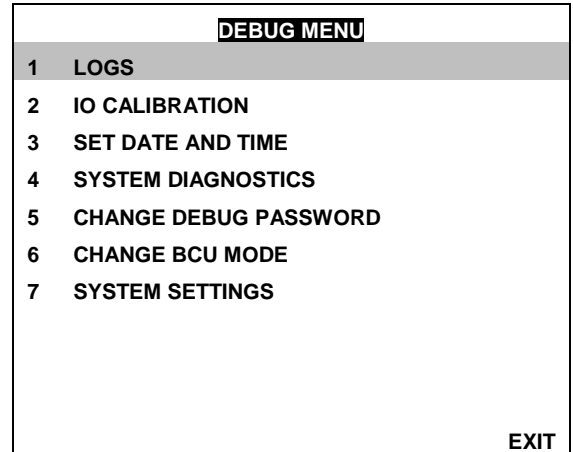 DEBUG MENU
1 LOGS
2 IO CALIBRATION
3 SET DATE AND TIME
4 SYSTEM DIAGNOSTICS
5 CHANGE DEBUG PASSWORD
6 CHANGE BCU MODE
7 SYSTEM SETTINGS
EXIT